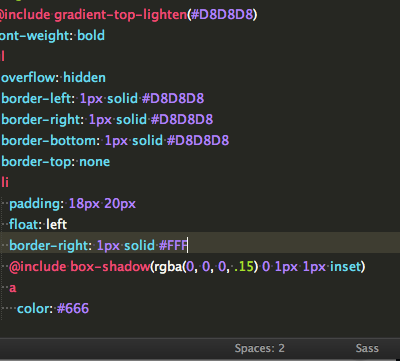 @include gradient-top-lighten(#D8D8D8)
ont-weight: bold
l
overflow: hidden
border-left: 1px solid #D8D8D8
border-right: 1px solid #D8D8D8
border-bottom: 1px solid #D8D8D8
border-top: none
li
padding: 18px 20px
float: left
border-right: 1px solid #FFF
@include box-shadow(rgba(0, 0, 0, .15) 0 1px 1px inset)
a
color: #666
Spaces: 2 Sass